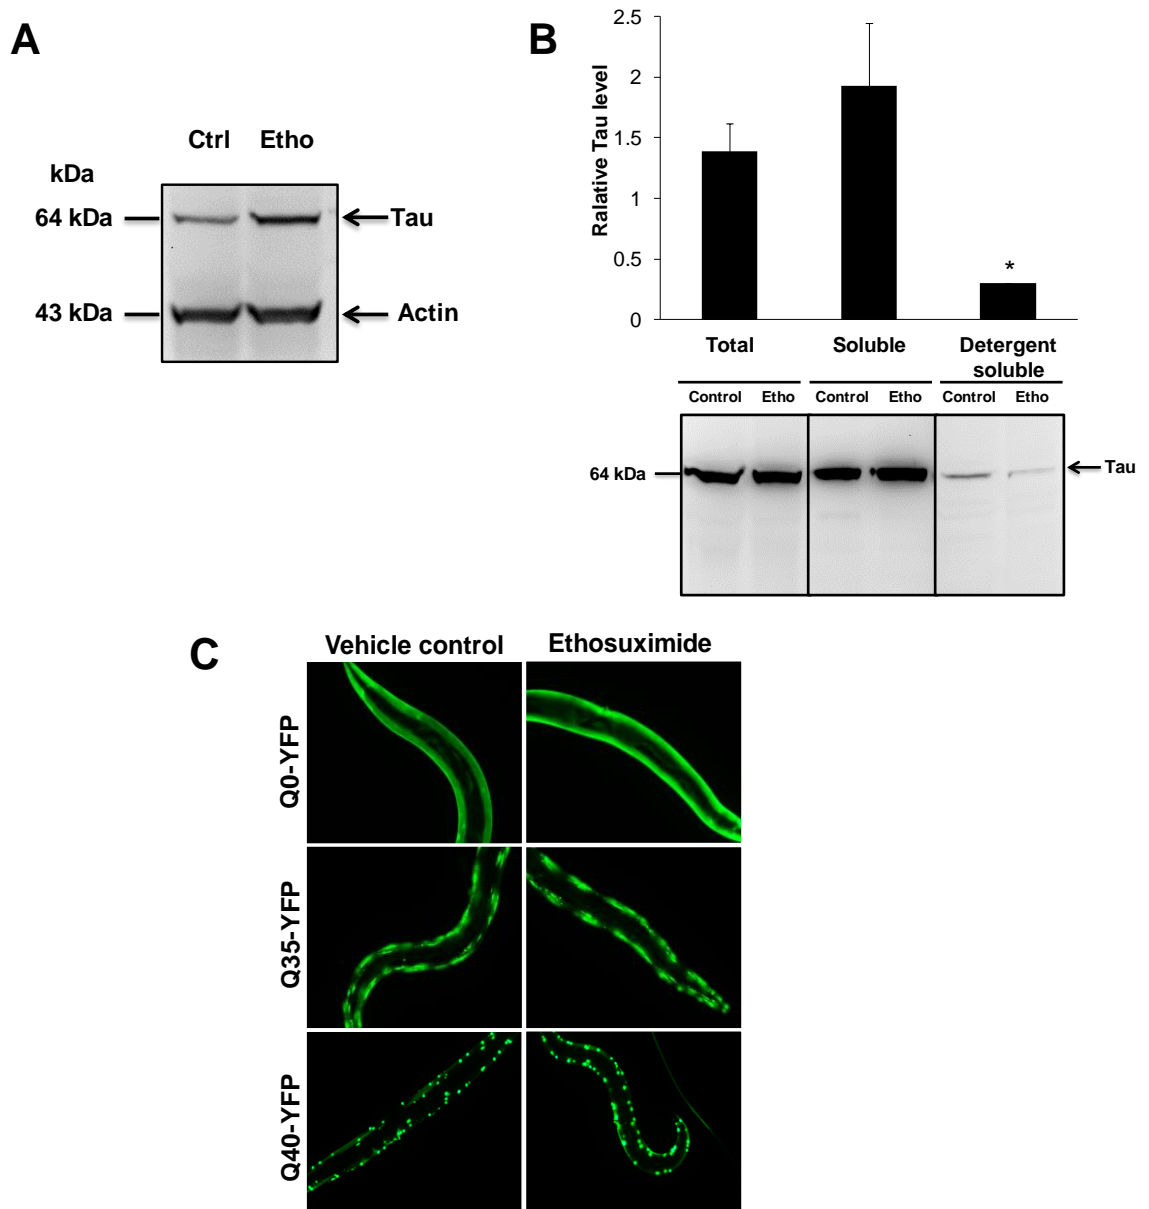 A
Ctrl Etho
kDa
64 kDa
Tau
43 kDa
Actin
B
Ralative Tau level
2.5
2
1.5
1
0.5
0
*
Total Soluble Detergent
soluble
Control Etho Control Etho Control Etho
64 kDa
Tau
C
Vehicle control Ethosuximide
Q0-YFP
Q35-YFP
Q40-YFP